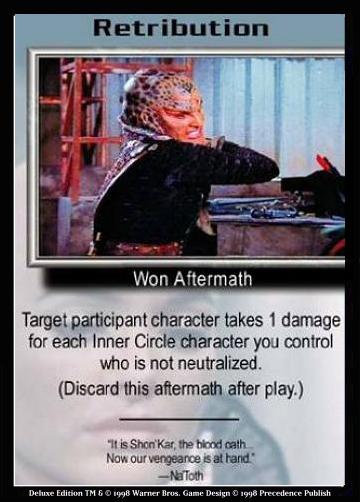 Retribution
Won Aftermath
Target participant character takes 1 damage
for each Inner Circle character you control
who is not neutralized.
(Discard this aftermath after play.)
"It is Shon'Kar, the blood oath...
Now our vengeance is at hand."
—NaToth
Deluxe Edition TM & © 1998 Warner Bros. Game Design © 1998 Precedence Publish